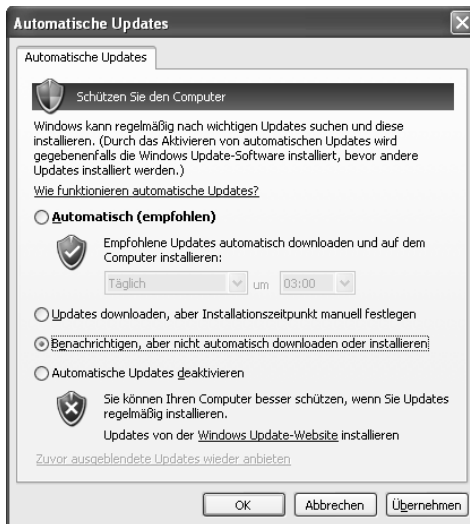 Automatische Updates
Automatische Updates
Schützen Sie den Computer
Windows kann regelmäßig nach wichtigen Updates suchen und diese
installieren. (Durch das Aktivieren von automatischen Updates wird
gegebenenfalls die Windows Update-Software installiert, bevor andere
Updates installiert werden.)
Wie funktionieren automatische Updates?
Automatisch (empfohlen)
Empfohlene Updates automatisch downloaden und auf dem
Computer installieren:
Täglich um 03:00
Updates downloaden, aber Installationszeitpunkt manuell festlegen
Benachrichtigen, aber nicht automatisch downloaden oder installieren
Automatische Updates deaktivieren
Sie können Ihren Computer besser schützen, wenn Sie Updates
regelmäßig installieren.
Updates von der Windows Update-Website installieren
Zuvor ausgeblendete Updates wieder anbieten
OK Abbrechen Übernehmen